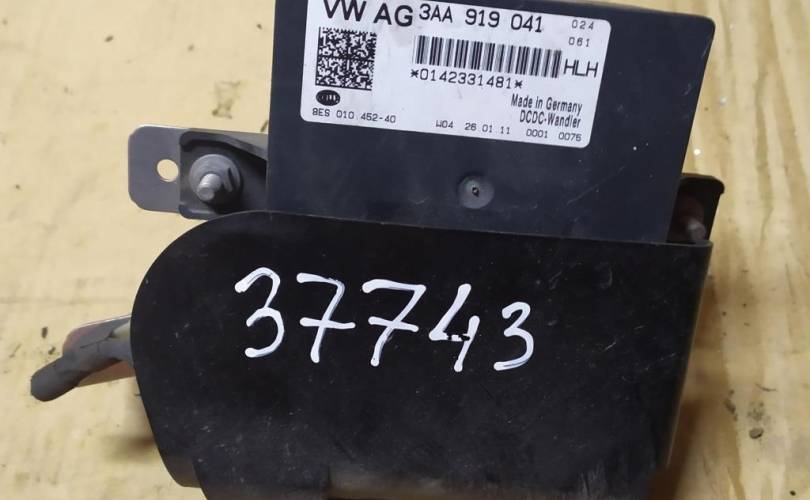 VW AG 3AA 919 041 024
061
HLH
*0142331481*
Made in Germany
DCDC-Wandler
8ES 010.452-40 W04 26.01.11 0001 0076
37743